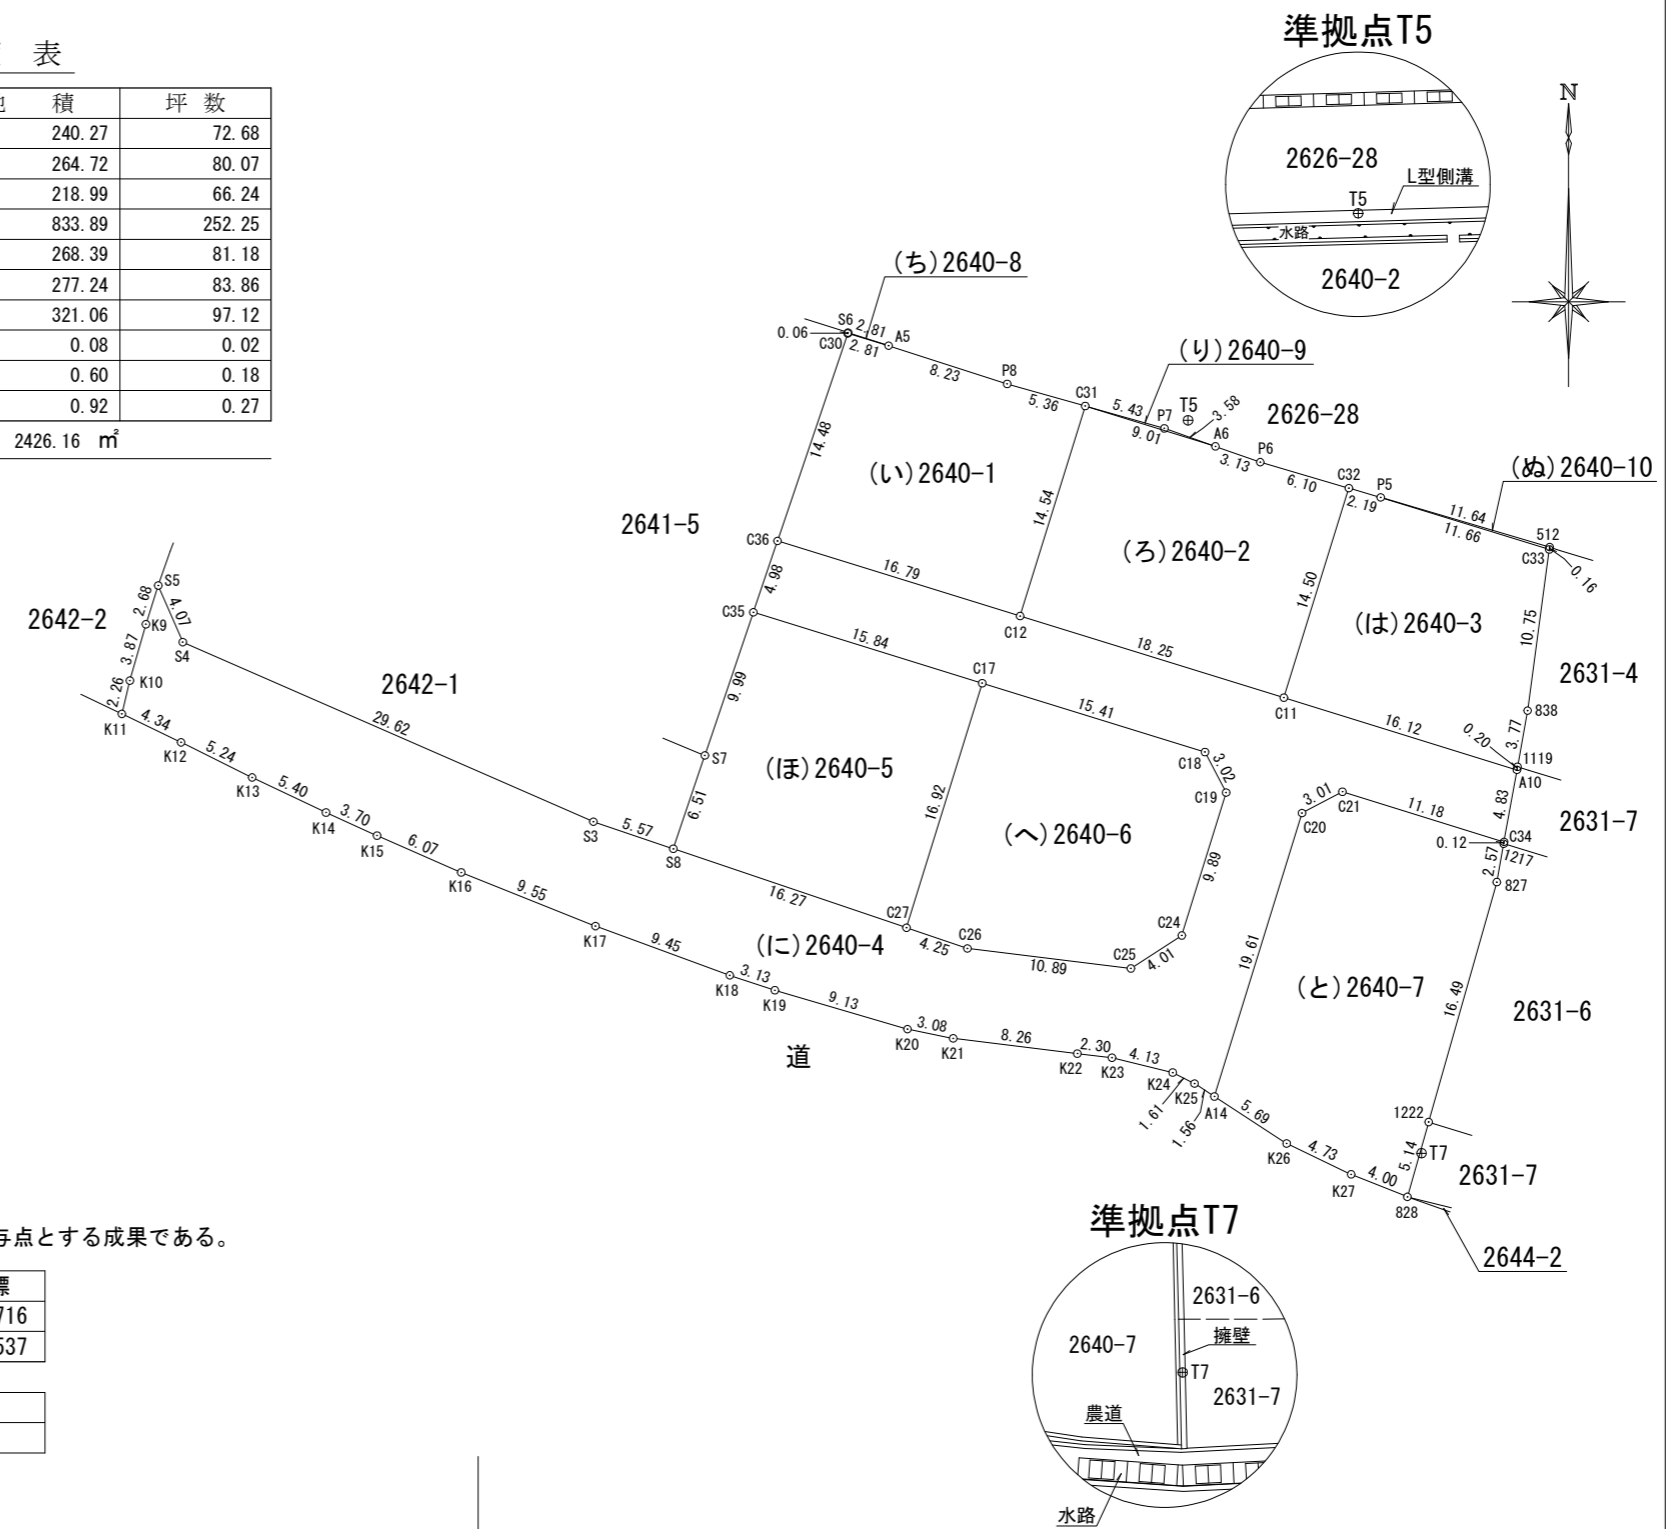 表
積 坪 数
240.27 72.68
264.72 80.07
218.99 66.24
833.89 252.25
268.39 81.18
277.24 83.86
321.06 97.12
0.08 0.02
0.60 0.18
0.92 0.27
2426.16 ㎡
準拠点T5
2626-28
L型側溝
T5
水路
2640-2
N
(ち)2640-8
S6
2.81
A5
0.06
C30
2.81
8.23
P8
5.36
C31
(り)2640-9
5.43
P7
T5
3.58
2626-28
9.01
A6
3.13
P6
6.10
C32
P5
2.19
(ぬ)2640-10
11.64
11.66
512
C33
0.16
14.48
(い)2640-1
14.54
(ろ)2640-2
14.50
(は)2640-3
10.75
2631-4
838
3.77
2641-5
C36
4.98
16.79
C35
C12
18.25
C11
16.12
0.20
1119
A10
15.84
C17
15.41
C18
3.02
C19
9.99
S7
(ほ)2640-5
6.51
16.92
(へ)2640-6
9.89
3.01
C21
C20
11.18
4.83
2631-7
C34
0.12
1217
2.57
827
S5
2.68
4.07
2642-2
K9
3.87
S4
K10
2.26
K11
2642-1
29.62
4.34
K12
5.24
K13
5.40
K14
3.70
K15
6.07
K16
9.55
K17
S3
5.57
S8
16.27
C27
4.25
C26
10.89
C25
4.01
C24
9.45
(に)2640-4
K18
3.13
K19
9.13
K20
3.08
K21
8.26
K22
2.30
K23
4.13
K24
K25
1.61
1.56
A14
19.61
(と)2640-7
16.49
2631-6
道
5.69
K26
4.73
K27
4.00
828
1222
5.14
T7
2631-7
2644-2
準拠点T7
2631-6
2640-7
擁壁
T7
2631-7
農道
水路
点とする成果である。
716
537